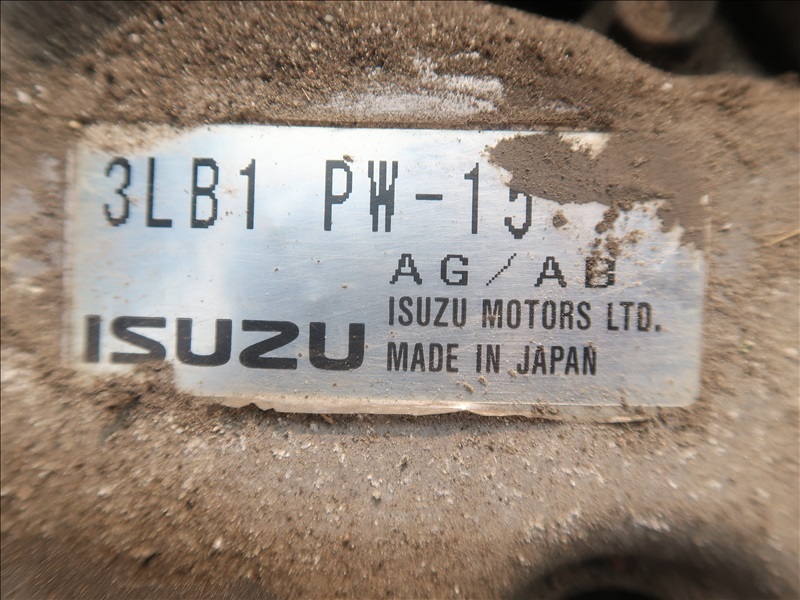 3LB1 PW-15
AG/AB
ISUZU MOTORS LTD.
ISUZU
MADE IN JAPAN